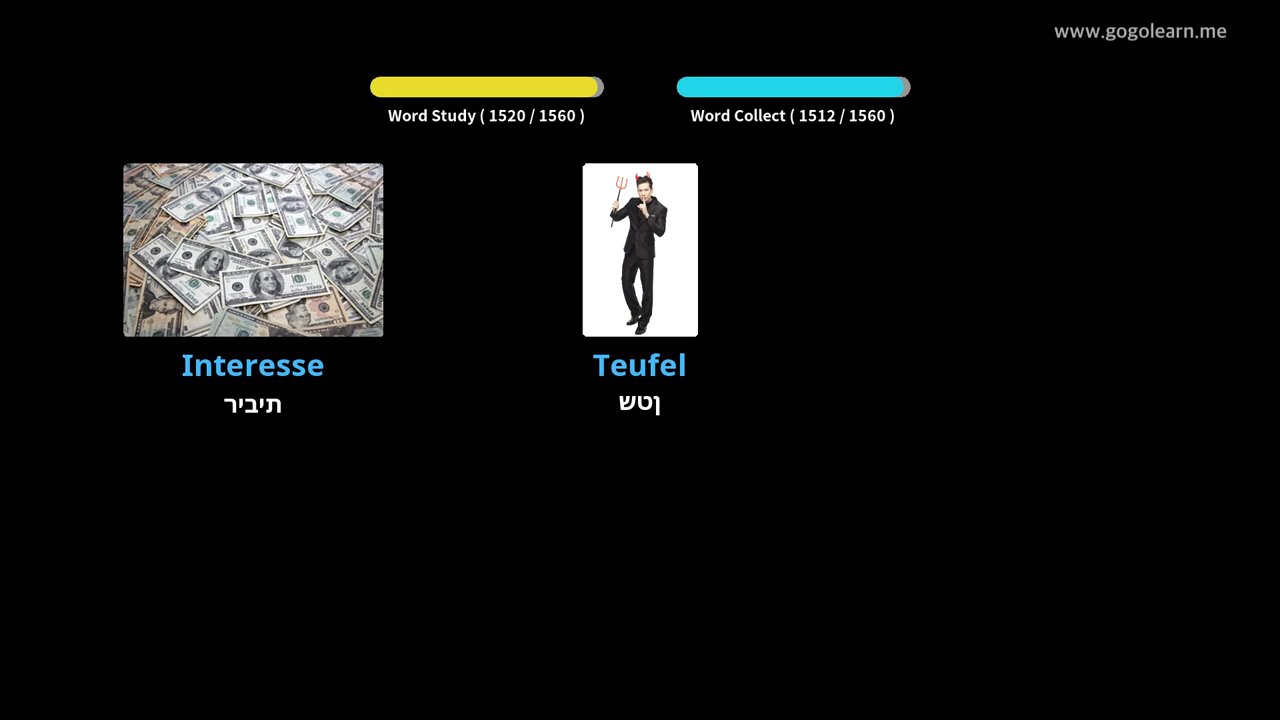 www.gogolearn.me
Word Study ( 1520 / 1560 )
Word Collect ( 1512 / 1560 )
Interesse
תיביר
Teufel
ןטש